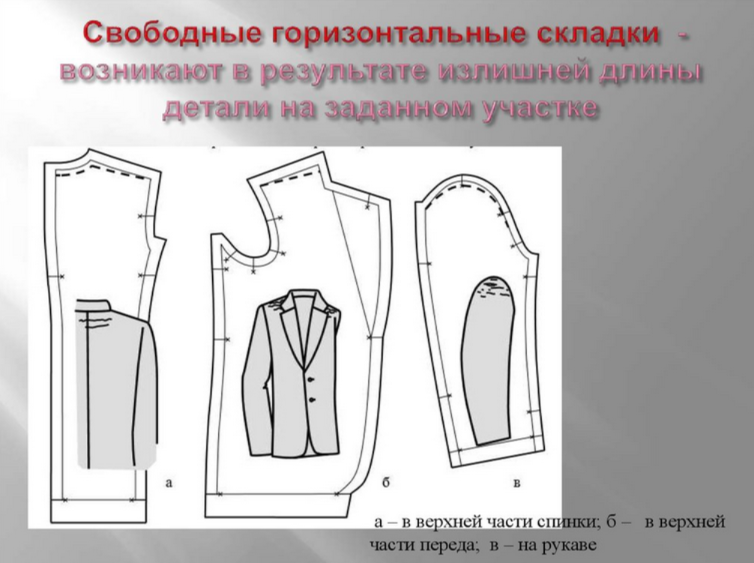 Свободные горизонтальные складки -
возникают в результате излишней длины
детали на заданном участке
а
б
в
а – в верхней части спинки; б – в верхней
части переда; в – на рукаве